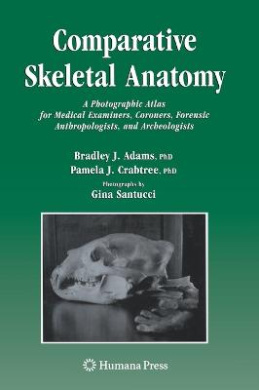 Comparative
Skeletal Anatomy
A Photographic Atlas
for Medical Examiners, Coroners, Forensic
Anthropologists, and Archeologists
Bradley J. Adams, PhD
Pamela J. Crabtree, PhD
Photographs by
Gina Santucci
Humana Press